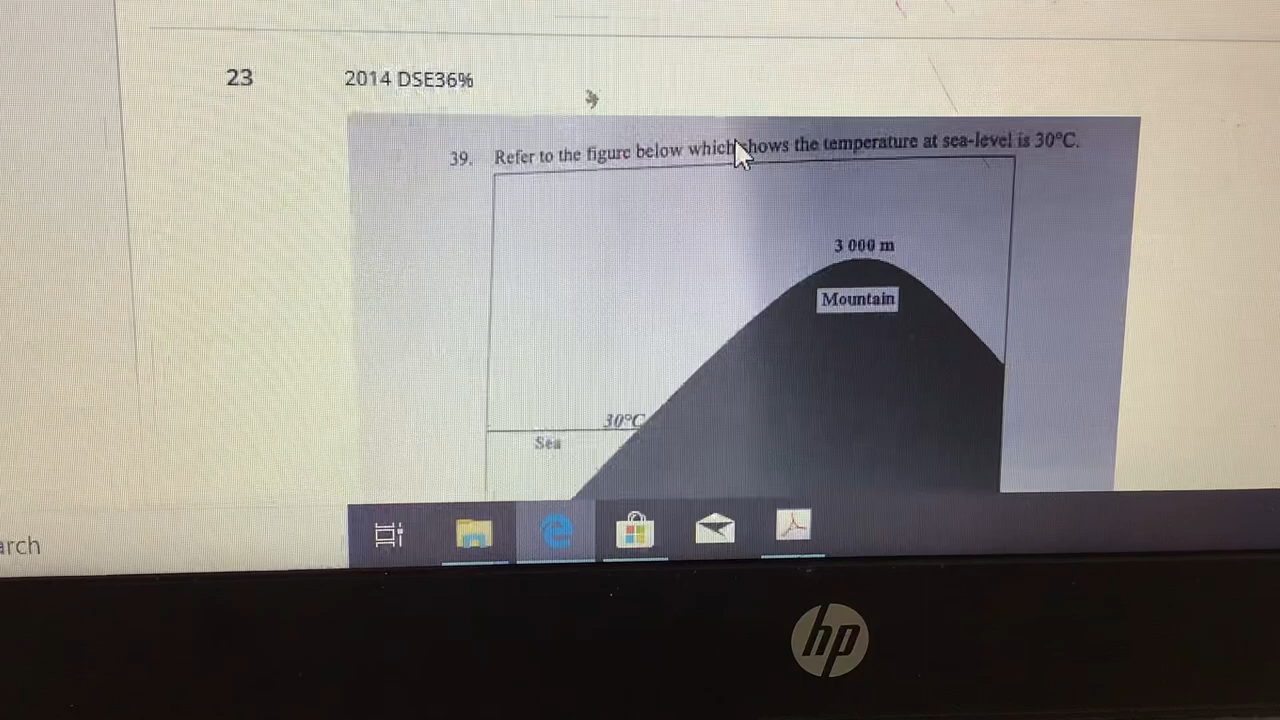 23 2014 DSE36%
39. Refer to the figure below which shows the temperature at sea-level is 30°C.
3 000 m
Mountain
30°C
Sea
arch
hp